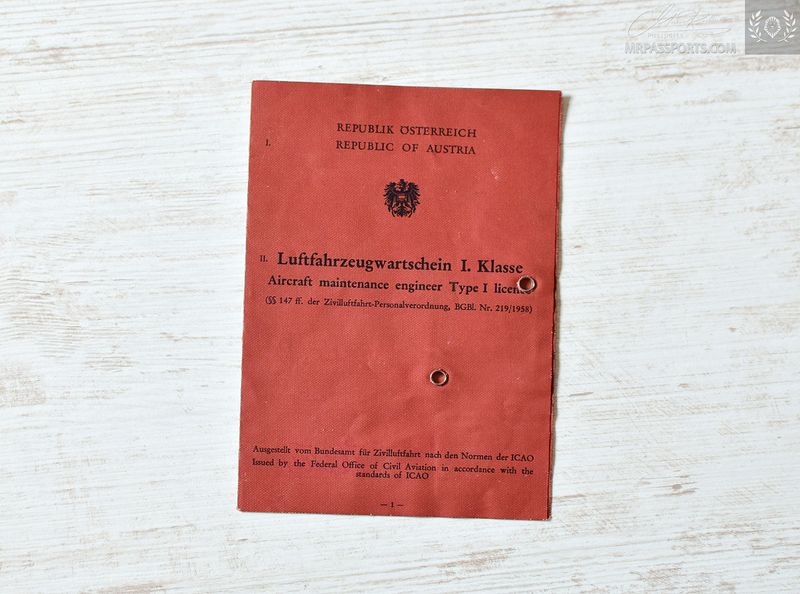 MRPASSPORTS.COM
REPUBLIK ÖSTERREICH
I.
REPUBLIC OF AUSTRIA
II. Luftfahrzeugwartschein I. Klasse
Aircraft maintenance engineer Type I
(§§ 147 ff. der Zivilluftfahrt-Personalverordnung, BGBl. Nr. 219/1958)
Ausgestellt vom Bundesamt für Zivilluftfahrt nach den Normen der ICAO
Issued by the Federal Office of Civil Aviation in accordance with the
standards of ICAO
— 1 —